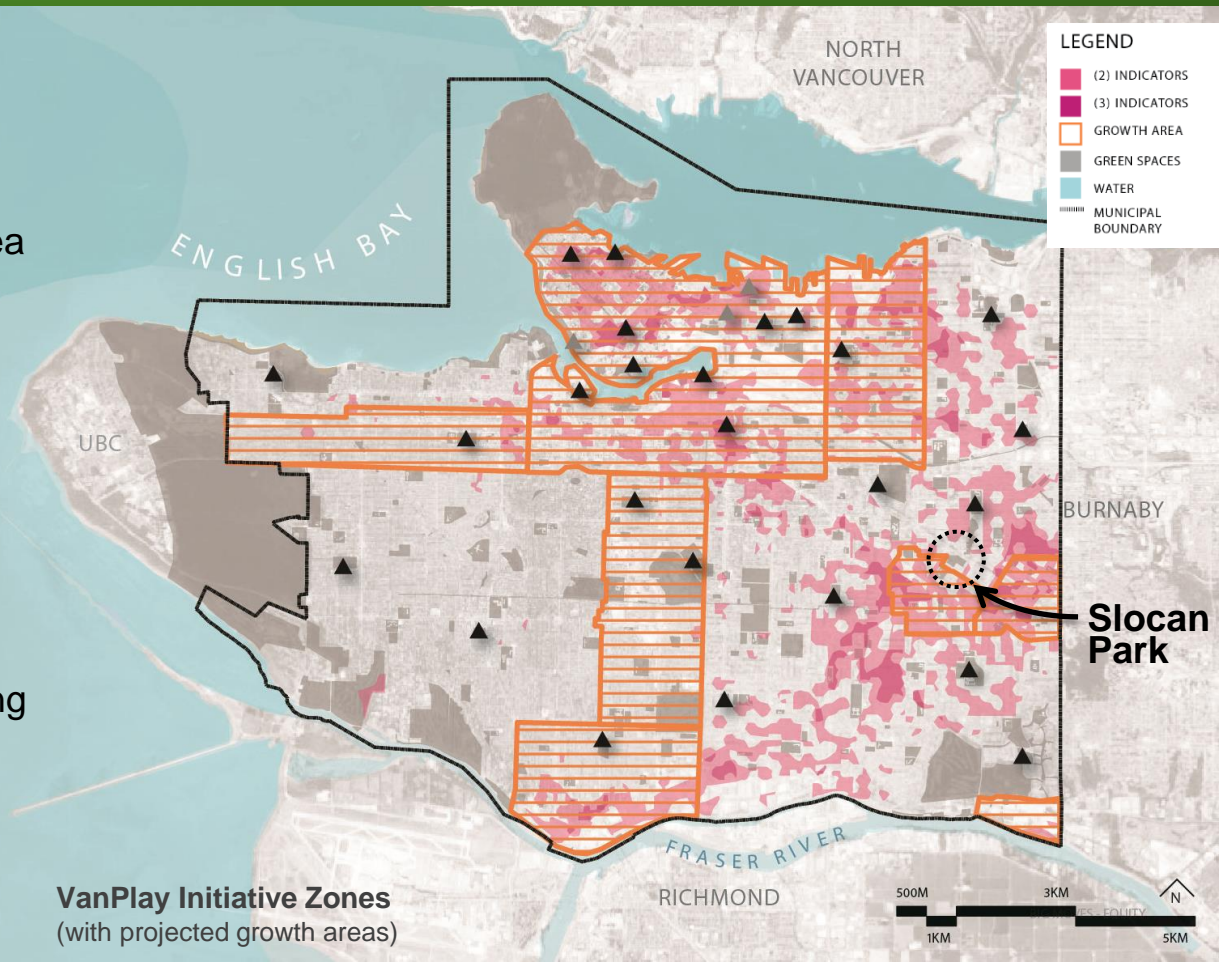 NORTH
VANCOUVER
LEGEND
(2) INDICATORS
(3) INDICATORS
GROWTH AREA
GREEN SPACES
WATER
MUNICIPAL
BOUNDARY
ea
ENGLISH BAY
UBC
BURNABY
Slocan
Park
ng
FRASER RIVER
RICHMOND
VanPlay Initiative Zones
(with projected growth areas)
500M 3KM N
1KM 5KM